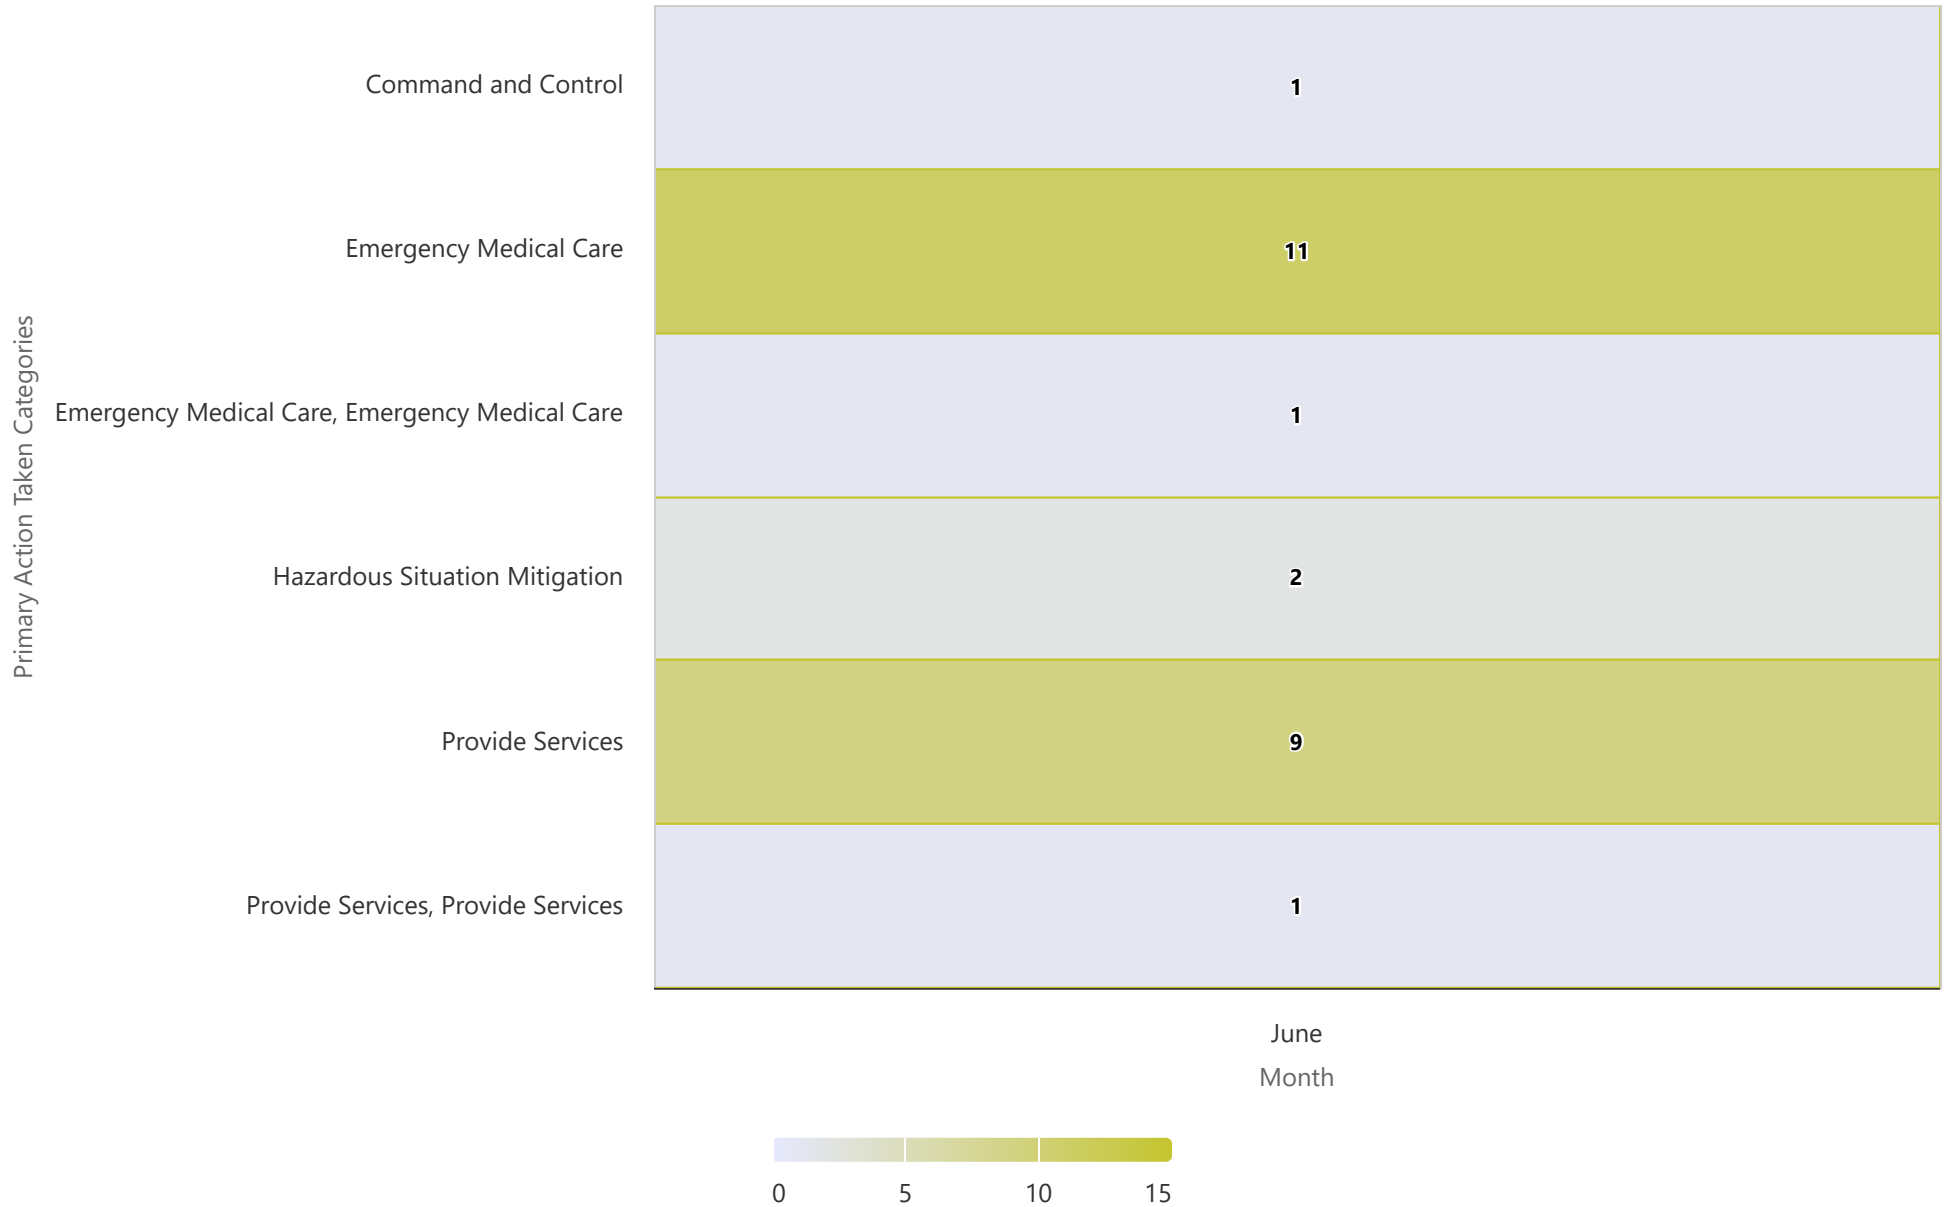 Primary Action Taken Categories
Command and Control
1
Emergency Medical Care
11
Emergency Medical Care, Emergency Medical Care
1
Hazardous Situation Mitigation
2
Provide Services
9
Provide Services, Provide Services
1
June
Month
0 5 10 15